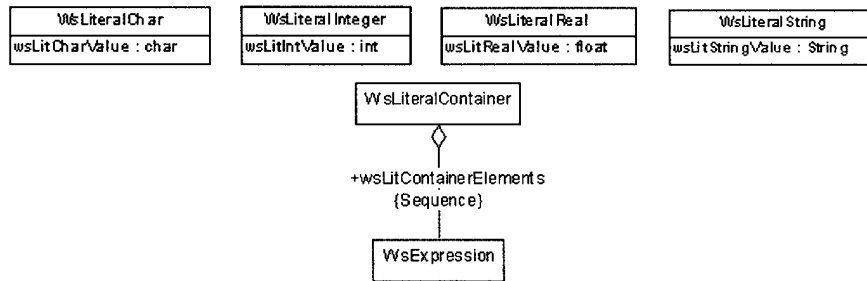 WsLiteralChar
wsLitCharValue : char
WsLiteralInteger
wsLitIntValue : int
WsLiteralReal
wsLitRealValue : float
WsLiteralString
wsLitStringValue : String
WsLiteralContainer
+wsLitContainerElements
{Sequence}
WsExpression